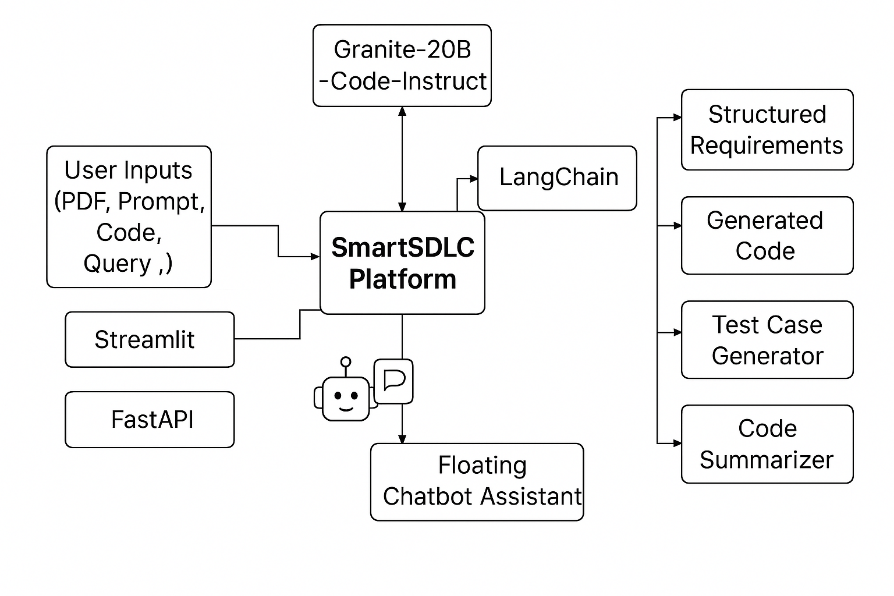 Granite-20B
-Code-Instruct
User Inputs
(PDF, Prompt,
Code,
Query ,)
LangChain
SmartSDLC
Platform
Streamlit
FastAPI
Floating
Chatbot Assistant
Structured
Requirements
Generated
Code
Test Case
Generator
Code
Summarizer